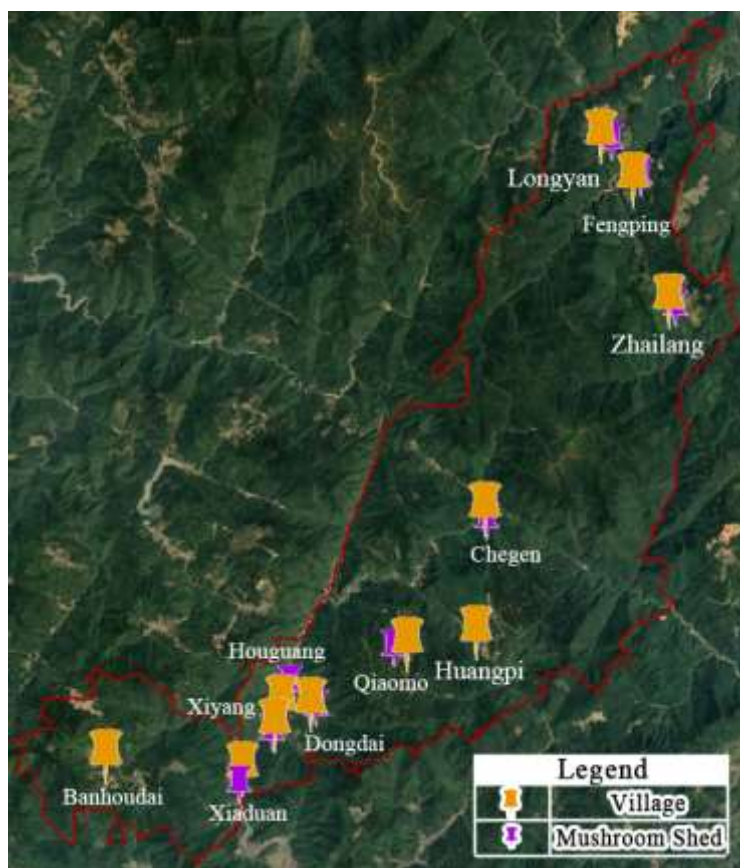 Longyan
Fengping
Zhailang
Chegen
Houguang
Qiaomo
Huangpi
Xiyang
Dongdai
Banhoudai
Xiaduan
Legend
Village
Mushroom Shed